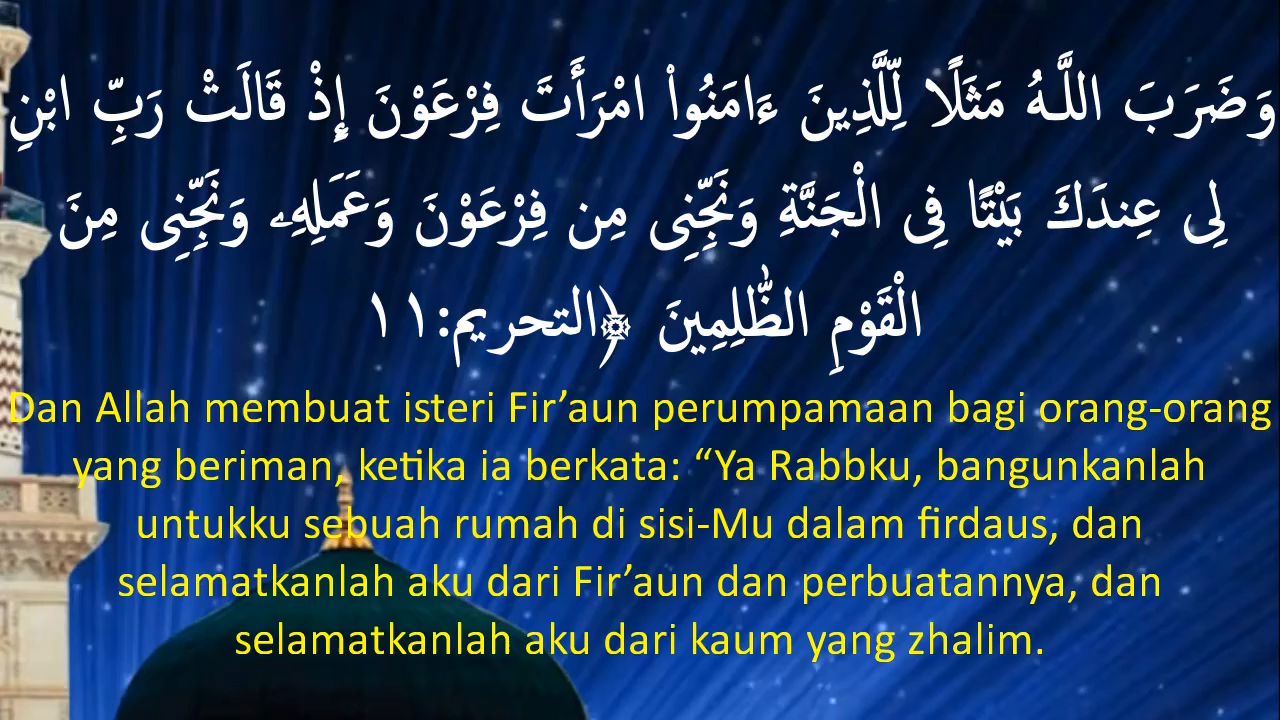 وَضَرَبَ اللَّـهُ مَثَلًا لِّلَّذِينَ ءَامَنُوا۟ امْرَأَتَ فِرْعَوْنَ إِذْ قَالَتْ رَبِّ ابْنِ
لِى عِندَكَ بَيْتًا فِى الْجَنَّةِ وَنَجِّنِى مِن فِرْعَوْنَ وَعَمَلِهِۦ وَنَجِّنِى مِنَ
الْقَوْمِ الظَّٰلِمِينَ ﴿التحريم:١١
Dan Allah membuat isteri Fir’aun perumpamaan bagi orang-orang
yang beriman, ketika ia berkata: “Ya Rabbku, bangunkanlah
untukku sebuah rumah di sisi-Mu dalam firdaus, dan
selamatkanlah aku dari Fir’aun dan perbuatannya, dan
selamatkanlah aku dari kaum yang zhalim.